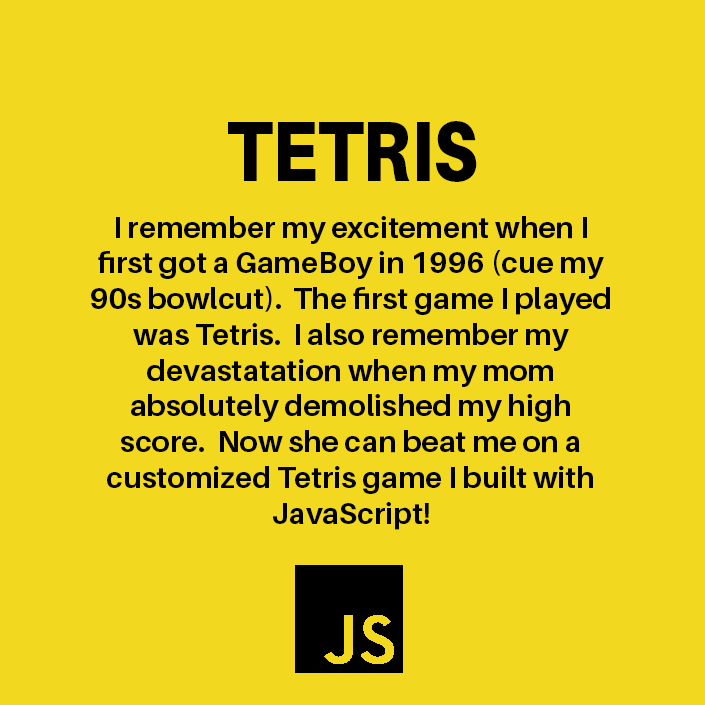 TETRIS
I remember my excitement when I
first got a GameBoy in 1996 (cue my
90s bowlcut).  The first game I played
was Tetris.  I also remember my
devastatation when my mom
absolutely demolished my high
score.  Now she can beat me on a
customized Tetris game I built with
JavaScript!
JS